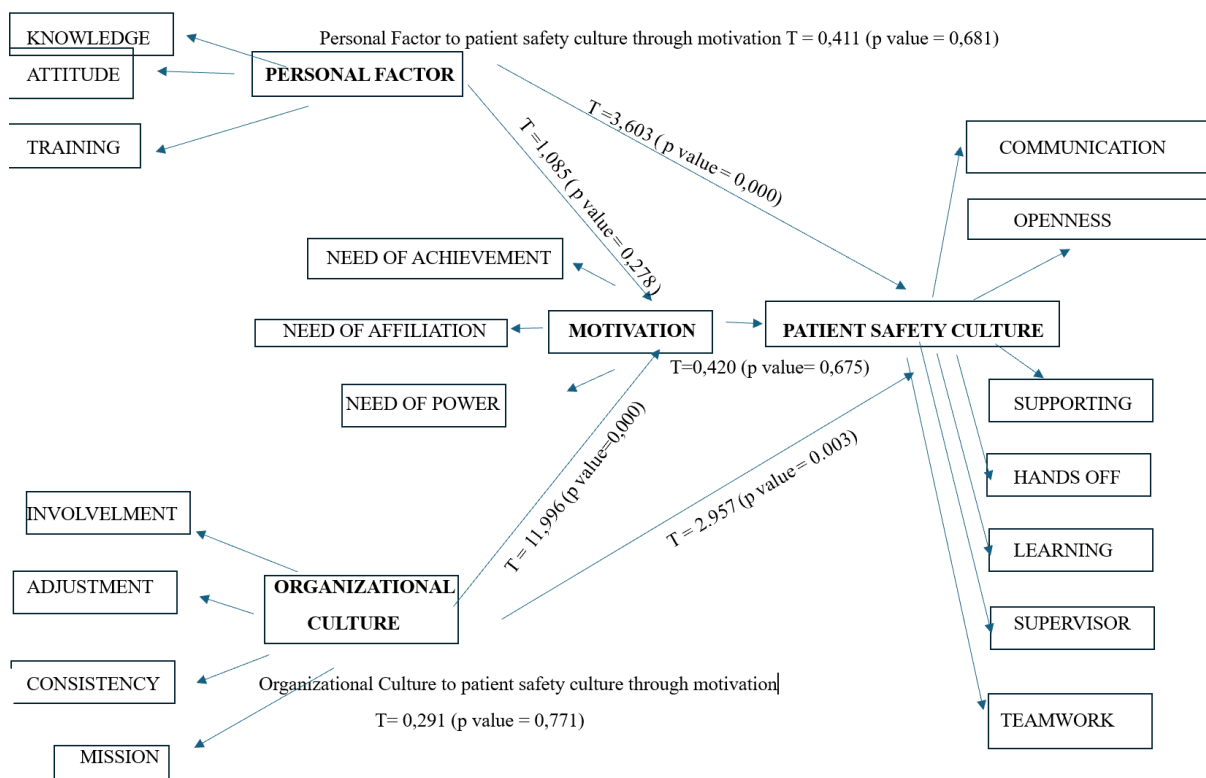 KNOWLEDGE
Personal Factor to patient safety culture through motivation T = 0,411 (p value = 0,681)
ATTITUDE
PERSONAL FACTOR
TRAINING
T =1,085 ( p value = 0,278)
T =3,603 ( p value = 0,000)
COMMUNICATION
OPENNESS
NEED OF ACHIEVEMENT
NEED OF AFFILIATION
MOTIVATION
PATIENT SAFETY CULTURE
T=0,420 (p value= 0,675)
NEED OF POWER
SUPPORTING
T = 11,996 (p value=0,000)
T = 2.957 (p value = 0.003)
HANDS OFF
INVOLVELMENT
LEARNING
ADJUSTMENT
ORGANIZATIONAL
CULTURE
SUPERVISOR
CONSISTENCY
Organizational Culture to patient safety culture through motivation
T= 0,291 (p value = 0,771)
TEAMWORK
MISSION